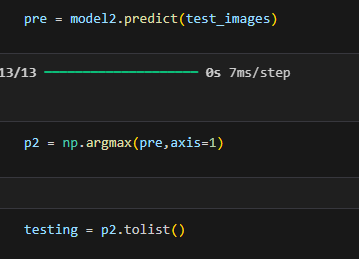 pre = model2.predict(test_images)
13/13 ━━━━━━━━━━━━━━━━━━━━ 0s 7ms/step
p2 = np.argmax(pre,axis=1)
testing = p2.tolist()